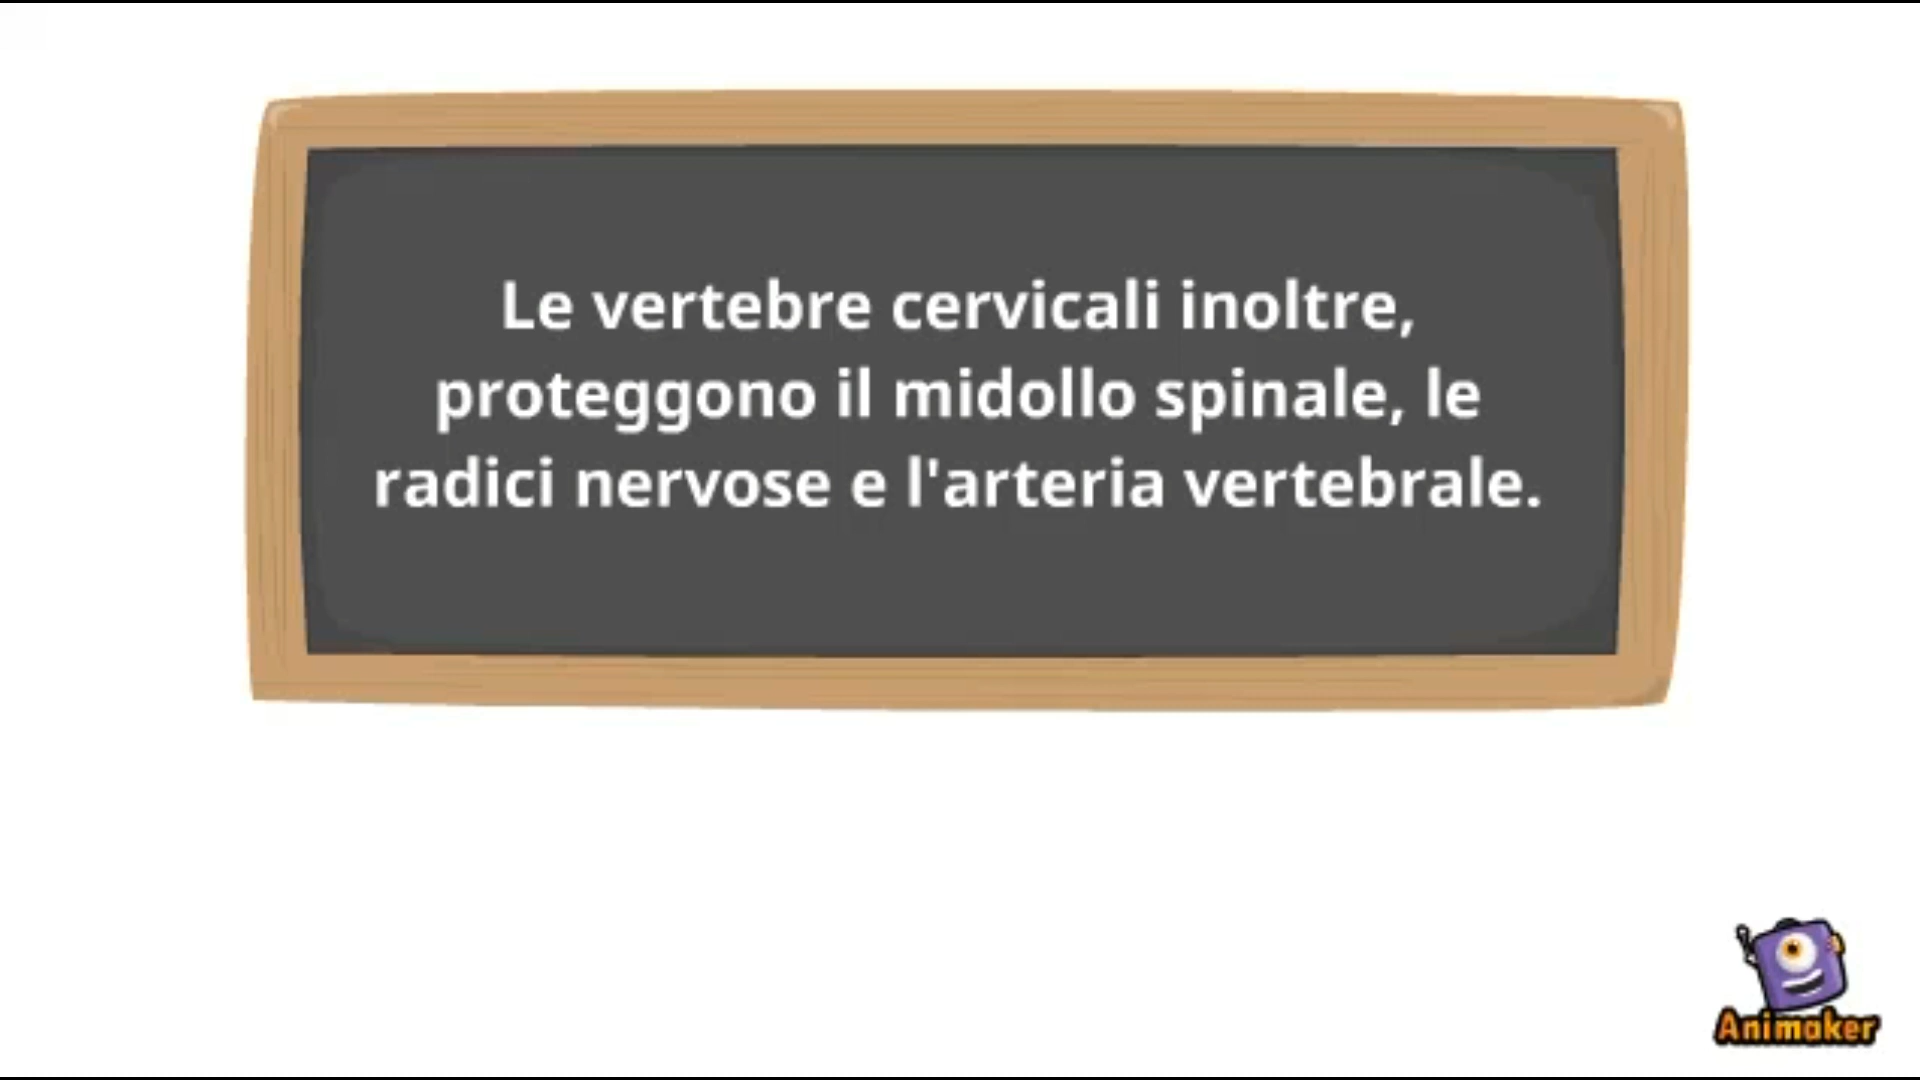 Le vertebre cervicali inoltre,
proteggono il midollo spinale, le
radici nervose e l'arteria vertebrale.
Animaker